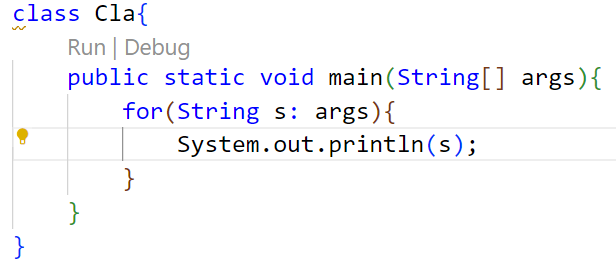 class Cla{
Run | Debug
public static void main(String[] args){
for(String s: args){
System.out.println(s);
}
}
}